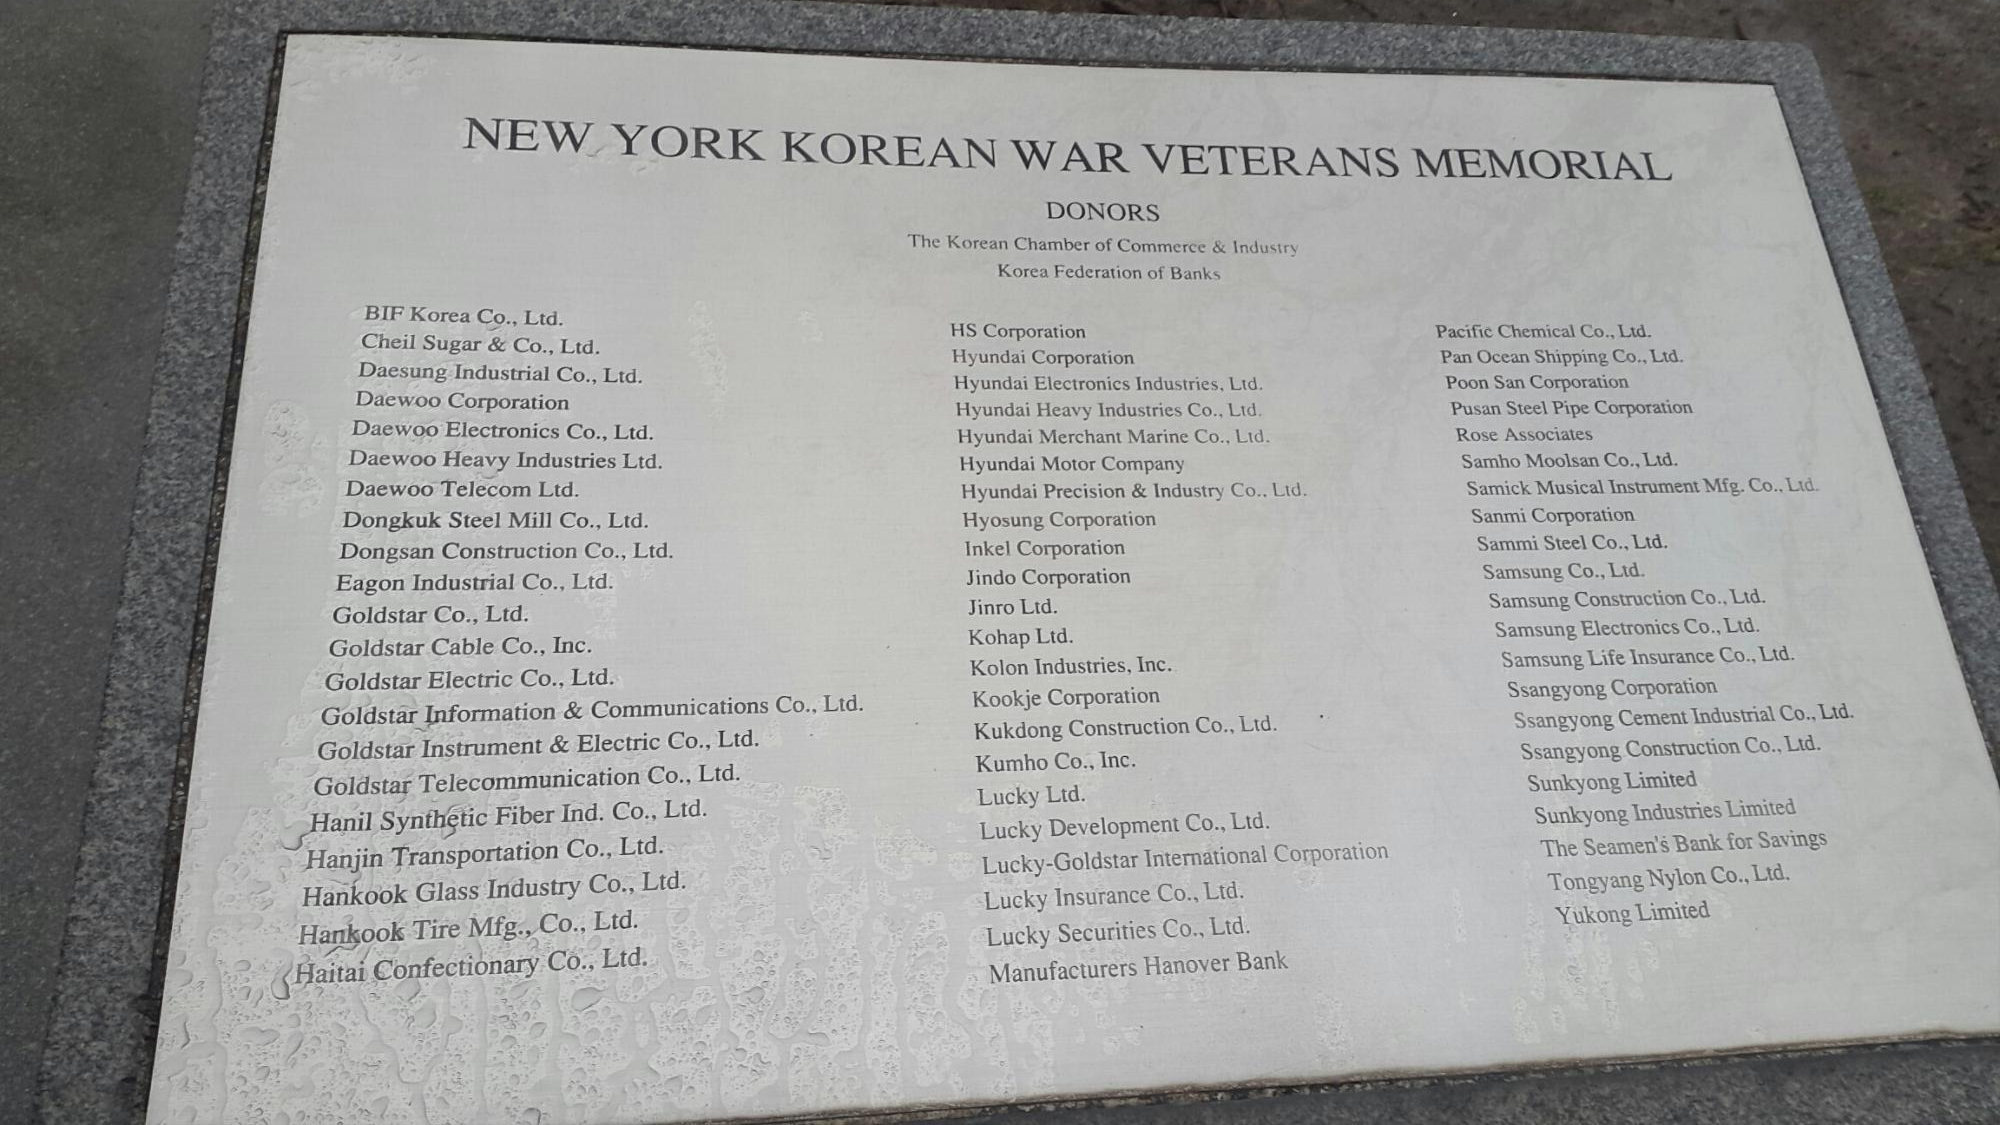 NEW YORK KOREAN WAR VETERANS MEMORIAL
DONORS
The Korean Chamber of Commerce & Industry
Korea Federation of Banks
BIF Korea Co., Ltd.
Cheil Sugar & Co., Ltd.
Daesung Industrial Co., Ltd.
Daewoo Corporation
Daewoo Electronics Co., Ltd.
Daewoo Heavy Industries Ltd.
Daewoo Telecom Ltd.
Dongkuk Steel Mill Co., Ltd.
Dongsan Construction Co., Ltd.
Eagon Industrial Co., Ltd.
Goldstar Co., Ltd.
Goldstar Cable Co., Inc.
Goldstar Electric Co., Ltd.
Goldstar Information & Communications Co., Ltd.
Goldstar Instrument & Electric Co., Ltd.
Goldstar Telecommunication Co., Ltd.
Hanil Synthetic Fiber Ind. Co., Ltd.
Hanjin Transportation Co., Ltd.
Hankook Glass Industry Co., Ltd.
Hankook Tire Mfg., Co., Ltd.
Haitai Confectionary Co., Ltd.
HS Corporation
Hyundai Corporation
Hyundai Electronics Industries, Ltd.
Hyundai Heavy Industries Co., Ltd.
Hyundai Merchant Marine Co., Ltd.
Hyundai Motor Company
Hyundai Precision & Industry Co., Ltd.
Hyosung Corporation
Inkel Corporation
Jindo Corporation
Jinro Ltd.
Kohap Ltd.
Kolon Industries, Inc.
Kookje Corporation
Kukdong Construction Co., Ltd.
Kumho Co., Inc.
Lucky Ltd.
Lucky Development Co., Ltd.
Lucky-Goldstar International Corporation
Lucky Insurance Co., Ltd.
Lucky Securities Co., Ltd.
Manufacturers Hanover Bank
Pacific Chemical Co., Ltd.
Pan Ocean Shipping Co., Ltd.
Poon San Corporation
Pusan Steel Pipe Corporation
Rose Associates
Samho Moolsan Co., Ltd.
Samick Musical Instrument Mfg. Co., Ltd.
Sanmi Corporation
Sammi Steel Co., Ltd.
Samsung Co., Ltd.
Samsung Construction Co., Ltd.
Samsung Electronics Co., Ltd.
Samsung Life Insurance Co., Ltd.
Ssangyong Corporation
Ssangyong Cement Industrial Co., Ltd.
Ssangyong Construction Co., Ltd.
Sunkyong Limited
Sunkyong Industries Limited
The Seamen's Bank for Savings
Tongyang Nylon Co., Ltd.
Yukong Limited